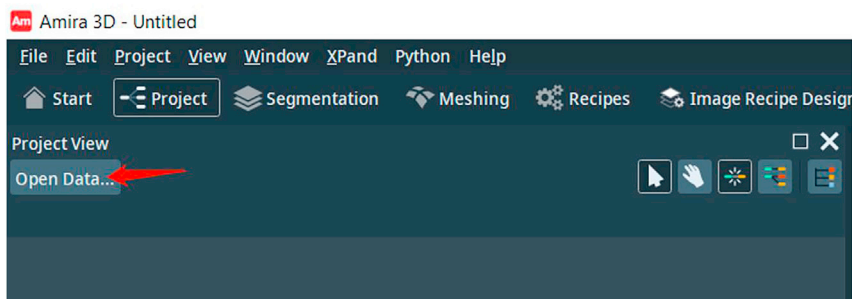 Am Amira 3D - Untitled
File Edit Project View Window XPand Python Help
Start Project Segmentation Meshing Recipes Image Recipe Desigr
Project View
Open Data...